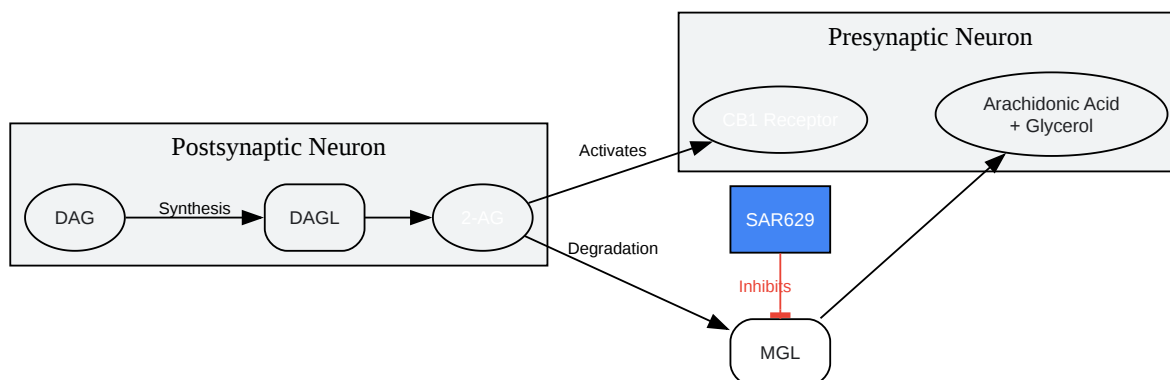 Presynaptic Neuron
CB1 Receptor
Arachidonic Acid
+ Glycerol
Postsynaptic Neuron
DAG
Synthesis
DAGL
2-AG
Activates
Degradation
SAR629
Inhibits
MGL